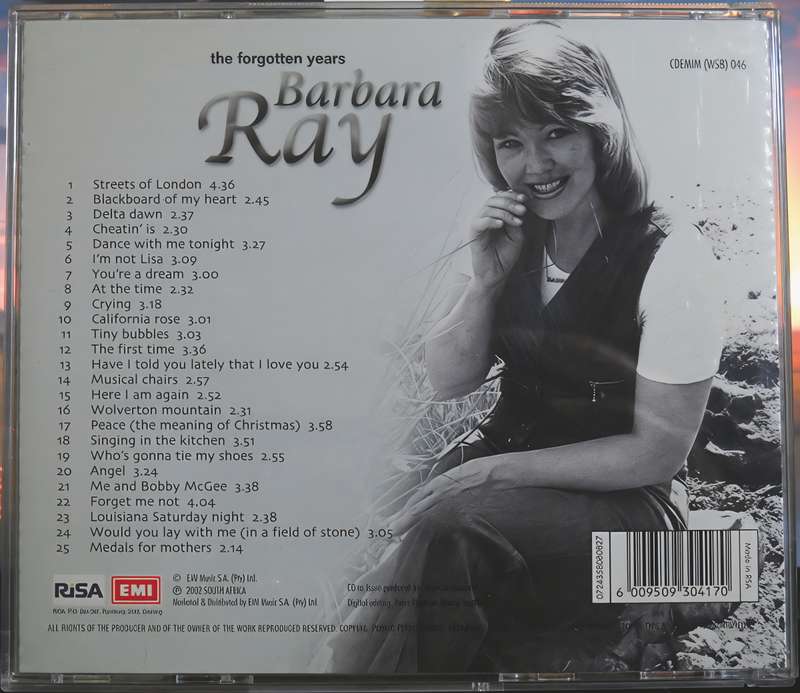 the forgotten years
Barbara
Ray
CDEMIM (WSB) 046
1 Streets of London 4.36
2 Blackboard of my heart 2.45
3 Delta dawn 2.37
4 Cheatin' is 2.30
5 Dance with me tonight 3.27
6 I'm not Lisa 3.09
7 You're a dream 3.00
8 At the time 2.32
9 Crying 3.18
10 California rose 3.01
11 Tiny bubbles 3.03
12 The first time 3.36
13 Have I told you lately that I love you 2.54
14 Musical chairs 2.57
15 Here I am again 2.52
16 Wolverton mountain 2.31
17 Peace (the meaning of Christmas) 3.58
18 Singing in the kitchen 3.51
19 Who's gonna tie my shoes 2.55
20 Angel 3.24
21 Me and Bobby McGee 3.38
22 Forget me not 4.04
23 Louisiana Saturday night 2.38
24 Would you lay with me (in a field of stone) 3.05
25 Medals for mothers 2.14
RiSA EMI
© EMI Music S.A. (Pty) Ltd.
℗ 2002 SOUTH AFRICA
Marketed & Distributed by EMI Music S.A. (Pty) Ltd.
CD re-issue
Digital editing:
ALL RIGHTS OF THE PRODUCER AND OF THE OWNER OF THE WORK REPRODUCED RESERVED.
6 009509 304170
Made in RSA